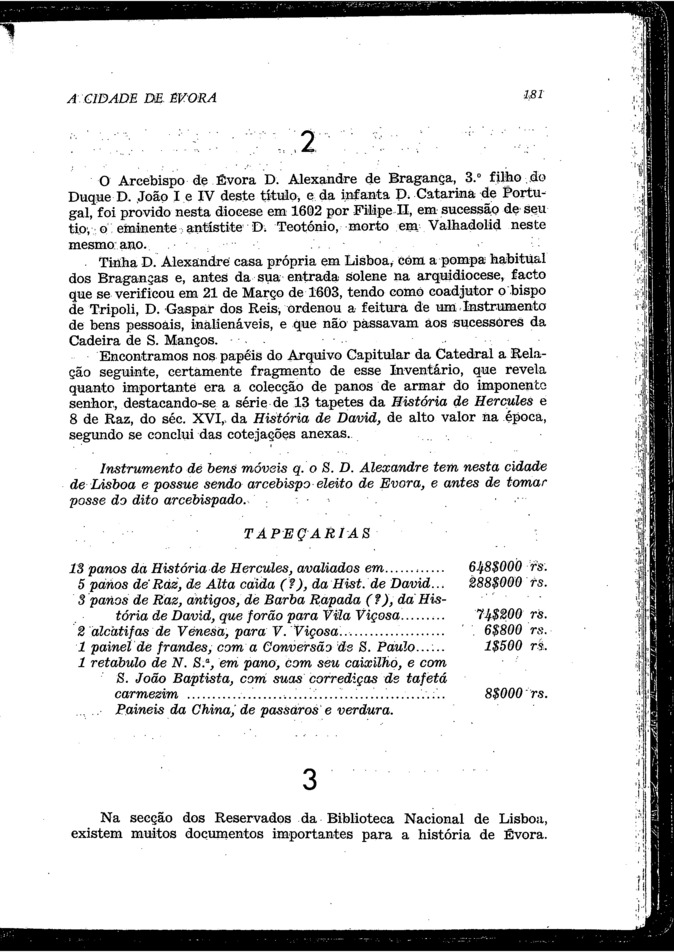 A CIDADE DE ÉVORA 181
2
O Arcebispo de Évora D. Alexandre de Bragança, 3.º filho do
Duque D. João I e IV deste título, e da infanta D. Catarina de Portu-
gal, foi provido nesta diocese em 1602 por Filipe II, em sucessão de seu
tio, o eminente antístite D. Teotónio, morto em Valhadolid neste
mesmo ano.
Tinha D. Alexandre casa própria em Lisboa, com a pompa habitual
dos Braganças e, antes da sua entrada solene na arquidiocese, facto
que se verificou em 21 de Março de 1603, tendo como coadjutor o bispo
de Tripoli, D. Gaspar dos Reis, ordenou a feitura de um Instrumento
de bens pessoais, inalienáveis, e que não passavam aos sucessores da
Cadeira de S. Manços.
Encontramos nos papéis do Arquivo Capitular da Catedral a Rela-
ção seguinte, certamente fragmento de esse Inventário, que revela
quanto importante era a colecção de panos de armar do imponente
senhor, destacando-se a série de 13 tapetes da História de Hercules e
8 de Raz, do séc. XVI, da História de David, de alto valor na época,
segundo se conclui das cotejações anexas.
Instrumento de bens móveis q. o S. D. Alexandre tem nesta cidade
de Lisboa e possue sendo arcebispo eleito de Evora, e antes de tomar
posse do dito arcebispado.
TAPEÇARIAS
13 panos da História de Hercules, avaliados em............ 648$000 rs.
5 panos de Raz, de Alta caida (?), da Hist. de David... 288$000 rs.
3 panos de Raz, antigos, de Barba Rapada (?), da His-
tória de David, que forão para Vila Viçosa......... 74$200 rs.
2 alcatifas de Venesa, para V. Viçosa..................... 6$800 rs.
1 painel de frandes, com a Conversão de S. Paulo...... 1$500 rs.
1 retabulo de N. S.ª, em pano, com seu caixilho, e com
S. João Baptista, com suas corrediças de tafetá
carmezim .................................................... 8$000 rs.
Paineis da China, de passaros e verdura.
3
Na secção dos Reservados da Biblioteca Nacional de Lisboa,
existem muitos documentos importantes para a história de Évora.